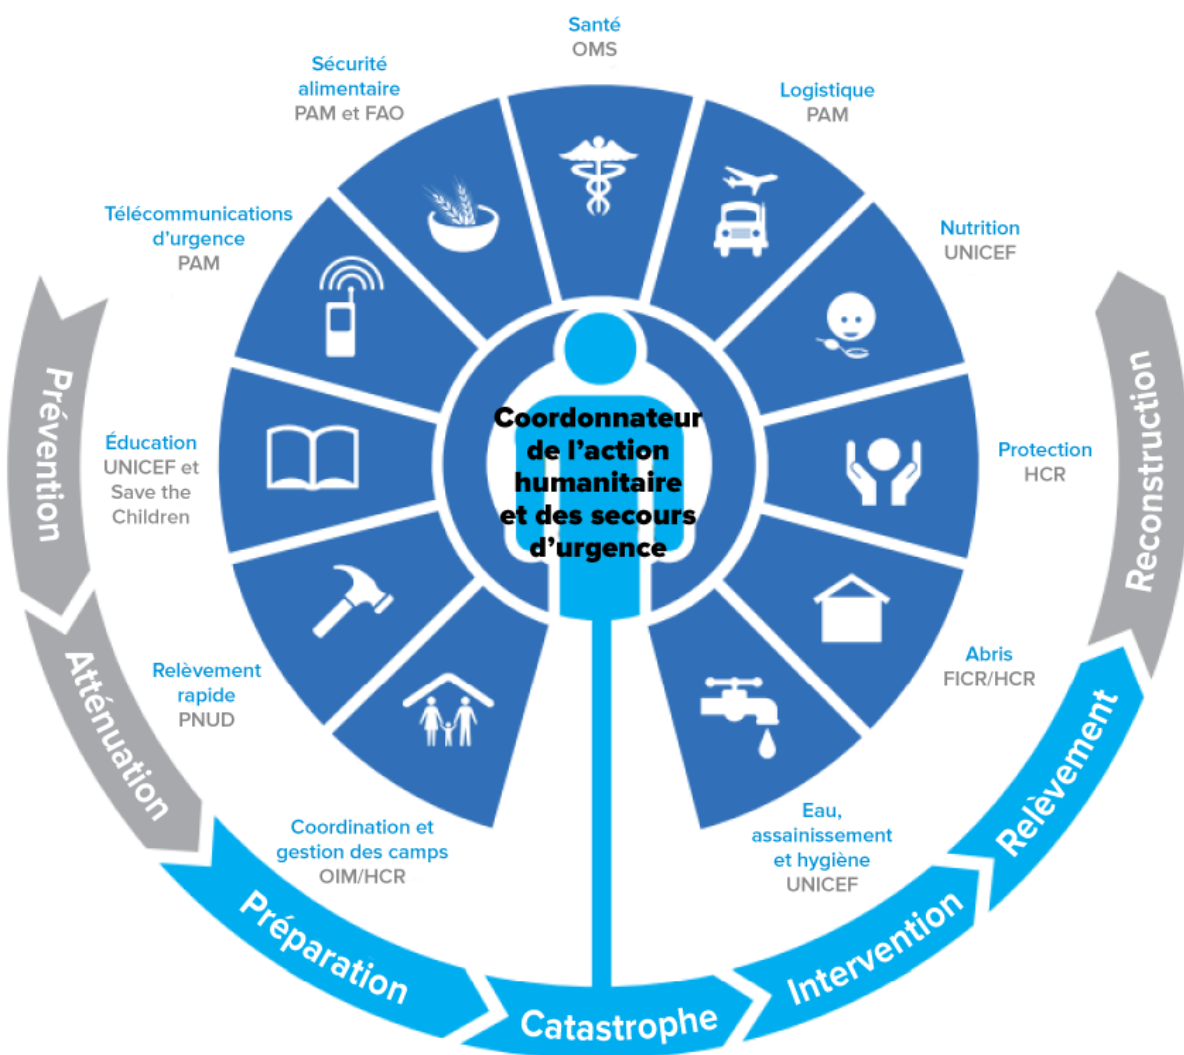 Santé
OMS
Logistique
PAM
Nutrition
UNICEF
Protection
HCR
Abris
FICR/HCR
Eau,
assainissement
et hygiène
UNICEF
Coordination et
gestion des camps
OIM/HCR
Relèvement
rapide
PNUD
Éducation
UNICEF et
Save the
Children
Télécommunications
d’urgence
PAM
Sécurité
alimentaire
PAM et FAO
Coordonnateur
de l’action
humanitaire
et des secours
d’urgence
Prévention
Atténuation
Préparation
Catastrophe
Intervention
Relèvement
Reconstruction